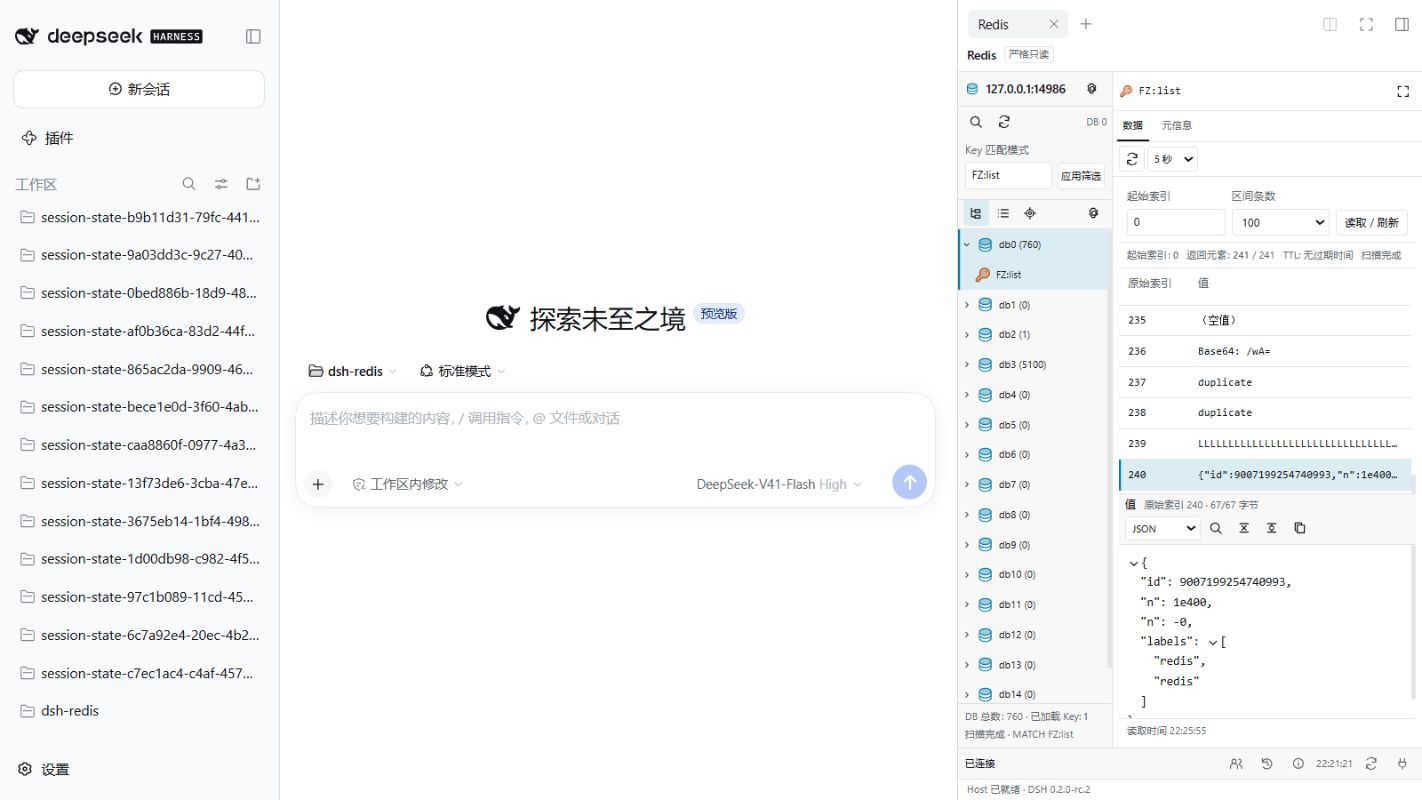 deepseek HARNESS
新会话
插件
工作区
session-state-b9b11d31-79fc-441...
session-state-9a03dd3c-9c27-40...
session-state-0bed886b-18d9-48...
session-state-af0b36ca-83d2-44f...
session-state-865ac2da-9909-46...
session-state-bece1e0d-3f60-4ab...
session-state-caa8860f-0977-4a3...
session-state-13f73de6-3cba-47e...
session-state-3675eb14-1bf4-498...
session-state-1d00db98-c982-4f5...
session-state-97c1b089-11cd-45...
session-state-6c7a92e4-20ec-4b2...
session-state-c7ec1ac4-c4af-457...
dsh-redis
设置
探索未至之境 预览版
dsh-redis 标准模式
描述你想要构建的内容, / 调用指令, @ 文件或对话
工作区内修改 DeepSeek-V41-Flash High
Redis
Redis 严格只读
127.0.0.1:14986
DB 0
Key 匹配模式
FZ:list 应用筛选
db0 (760)
FZ:list
db1 (0)
db2 (1)
db3 (5100)
db4 (0)
db5 (0)
db6 (0)
db7 (0)
db8 (0)
db9 (0)
db10 (0)
db11 (0)
db12 (0)
db13 (0)
db14 (0)
DB 总数: 760 · 已加载 Key: 1
扫描完成 · MATCH FZ:list
FZ:list
数据 元信息
5 秒
起始索引 区间条数
0 100 读取 / 刷新
起始索引: 0 返回元素: 241 / 241 TTL: 无过期时间 扫描完成
原始索引 值
235 (空值)
236 Base64: /wA=
237 duplicate
238 duplicate
239 LLLLLLLLLLLLLLLLLLLLLLLLLLLLLLLL…
240 {"id":9007199254740993,"n":1e400…
值 原始索引 240 · 67/67 字节
JSON
{
"id": 9007199254740993,
"n": 1e400,
"n": -0,
"labels": [
"redis",
"redis"
]
读取时间 22:25:55
已连接 22:21:21
Host 已就绪 · DSH 0.2.0-rc.2